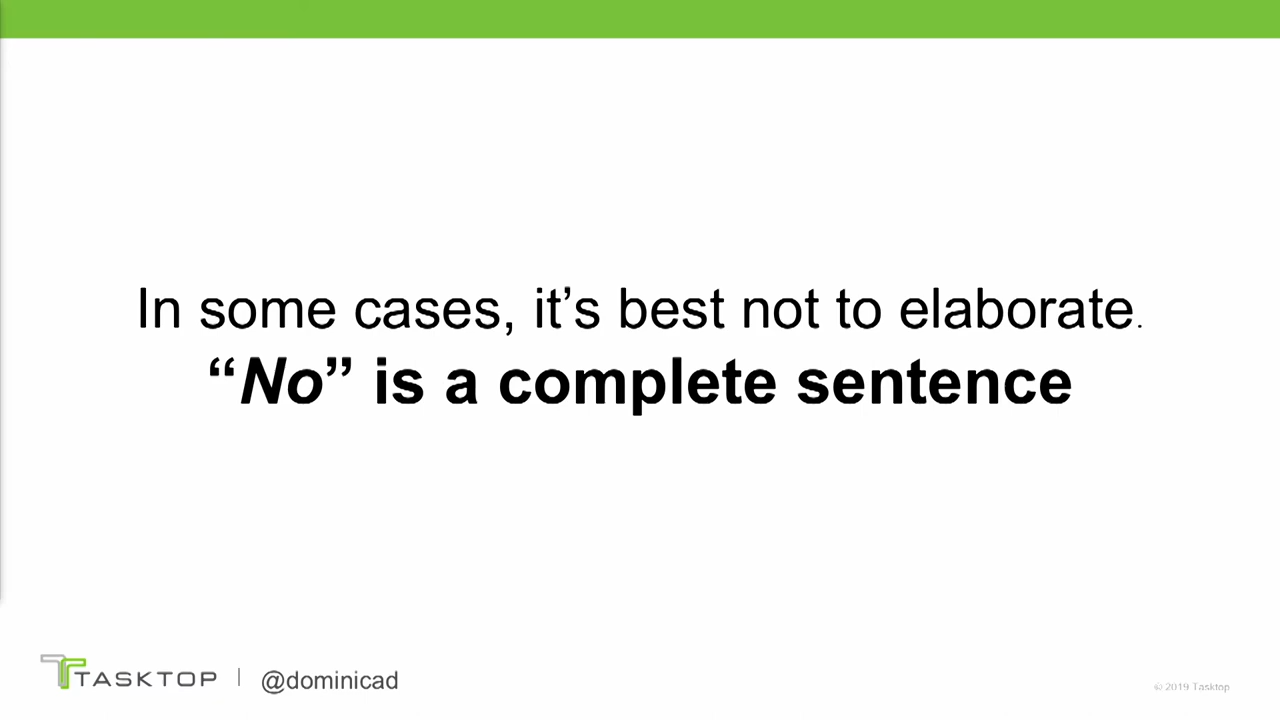 In some cases, it’s best not to elaborate.
“No” is a complete sentence
TASKTOP | @dominicad
© 2019 Tasktop